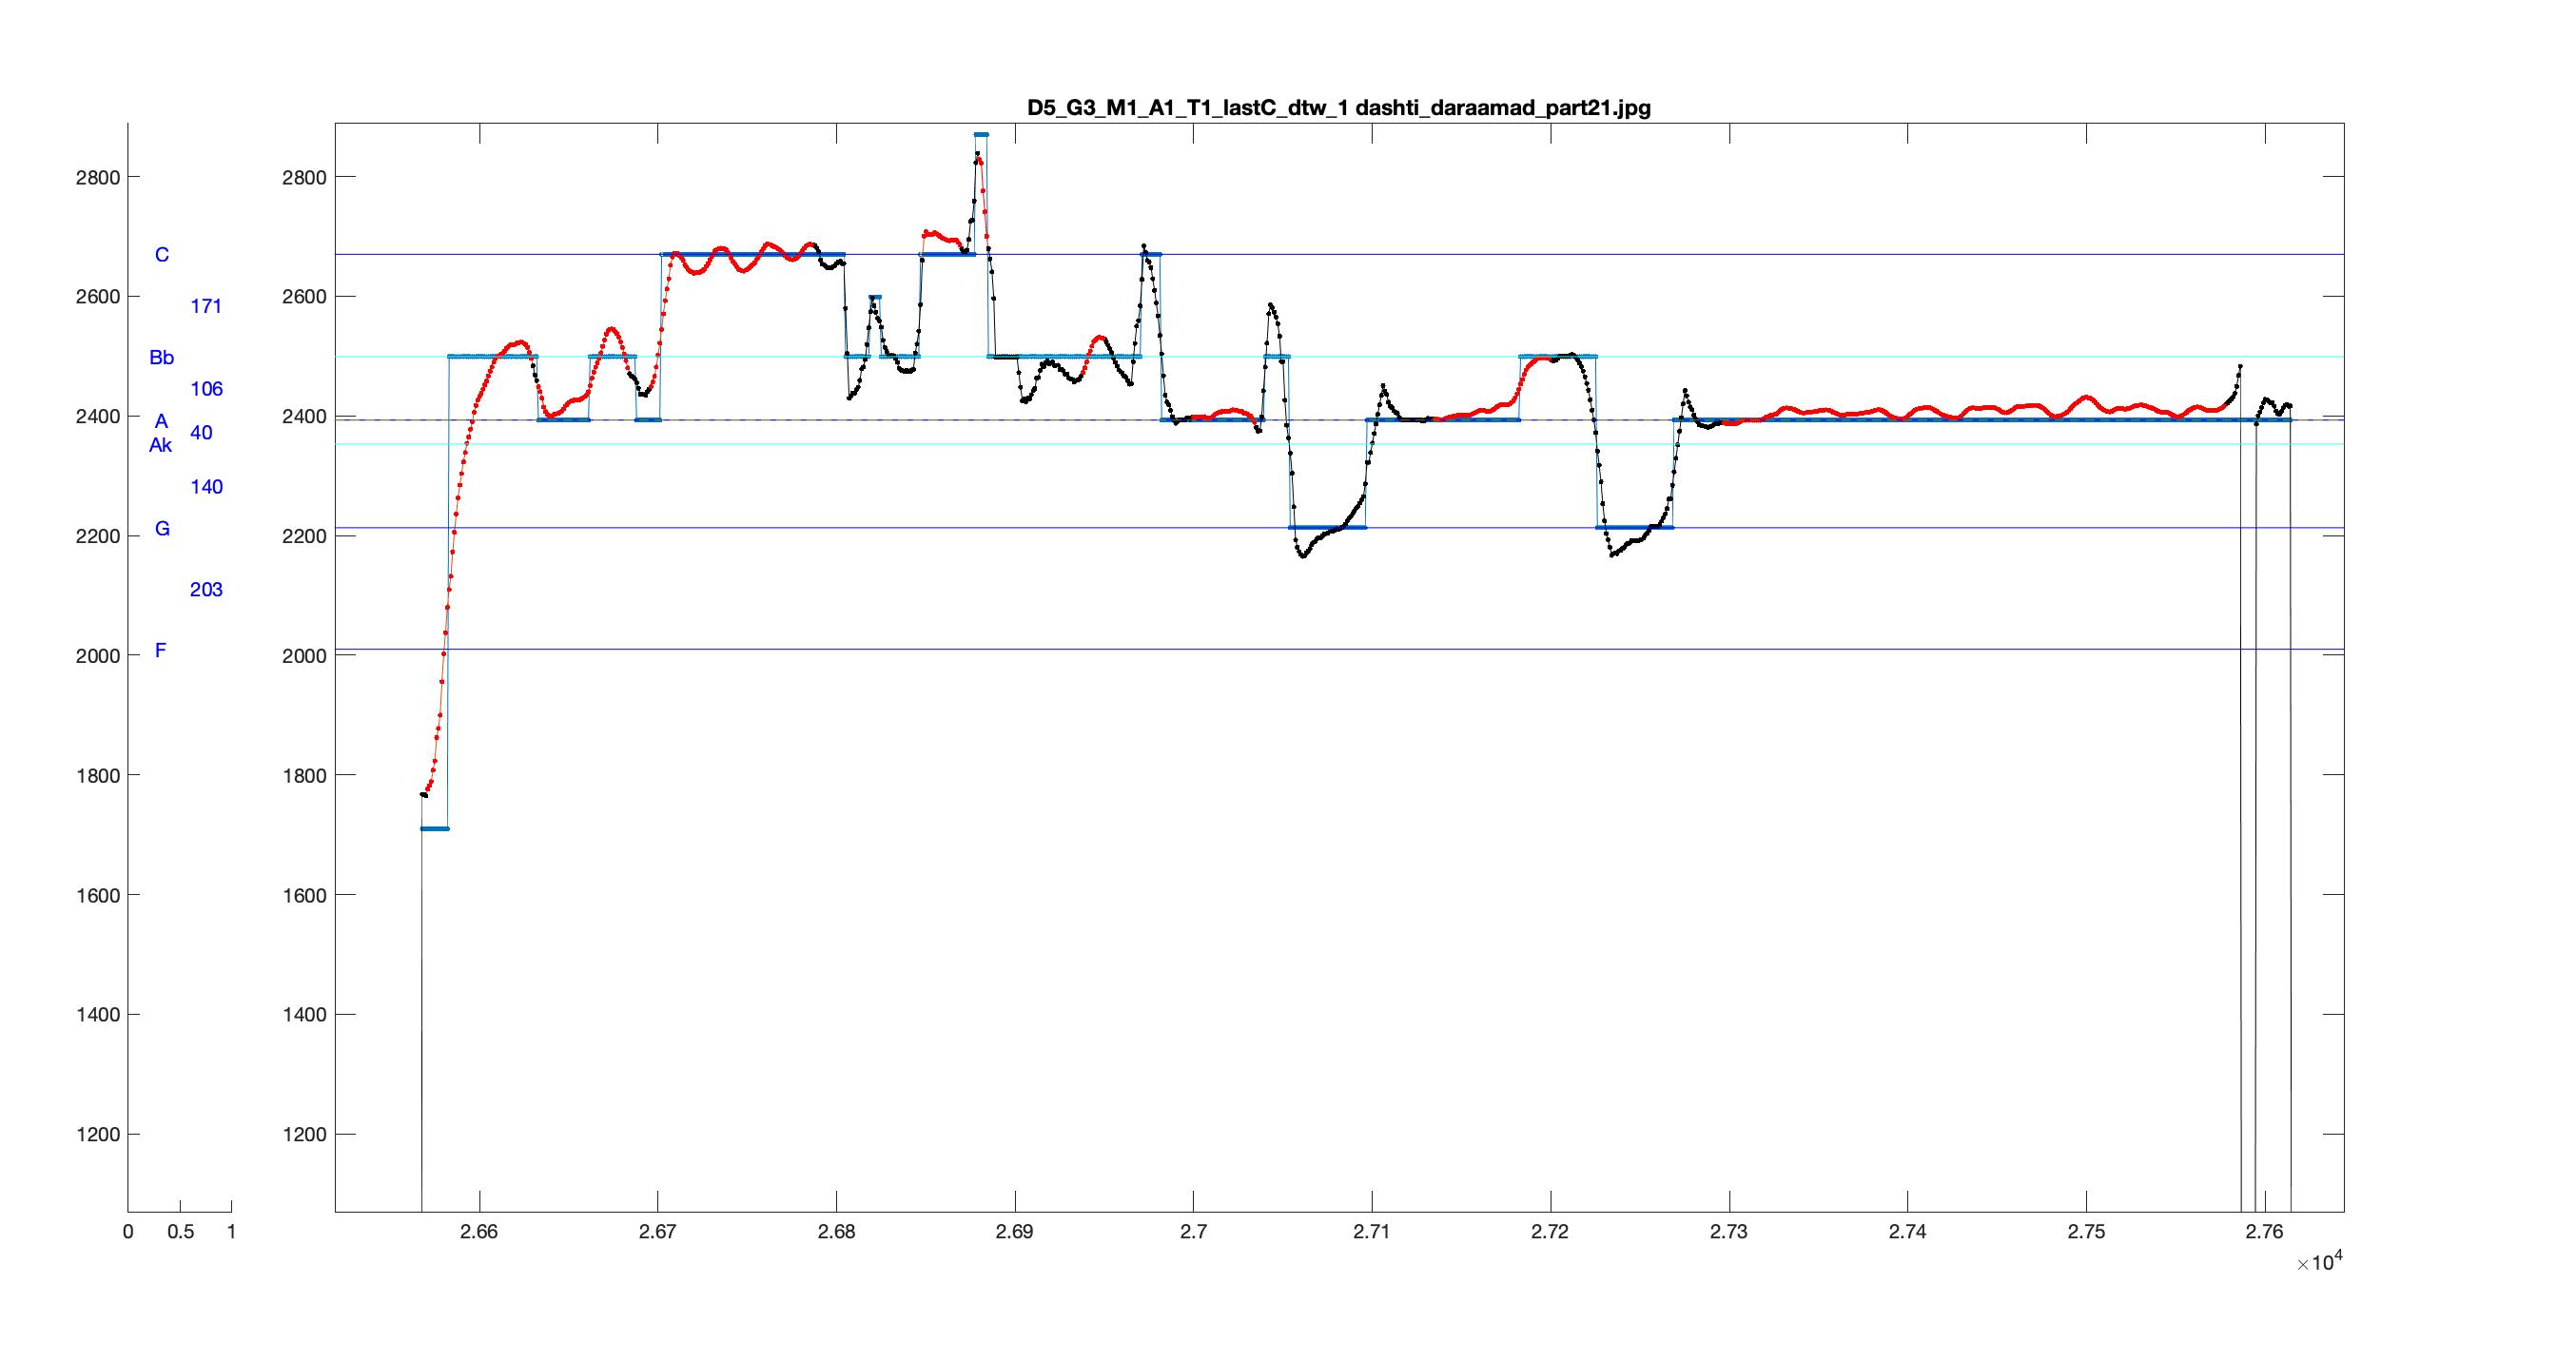 D5_G3_M1_A1_T1_lastC_dtw_1 dashti_daraamad_part21.jpg
2800 2800
C
171
2600 2600
Bb
106
2400 A 2400
40
Ak
140
G
2200 2200
203
2000 F 2000
1800 1800
1600 1600
1400 1400
1200 1200
0 0.5 1 2.66 2.67 2.68 2.69 2.7 2.71 2.72 2.73 2.74 2.75 2.76
×10⁴